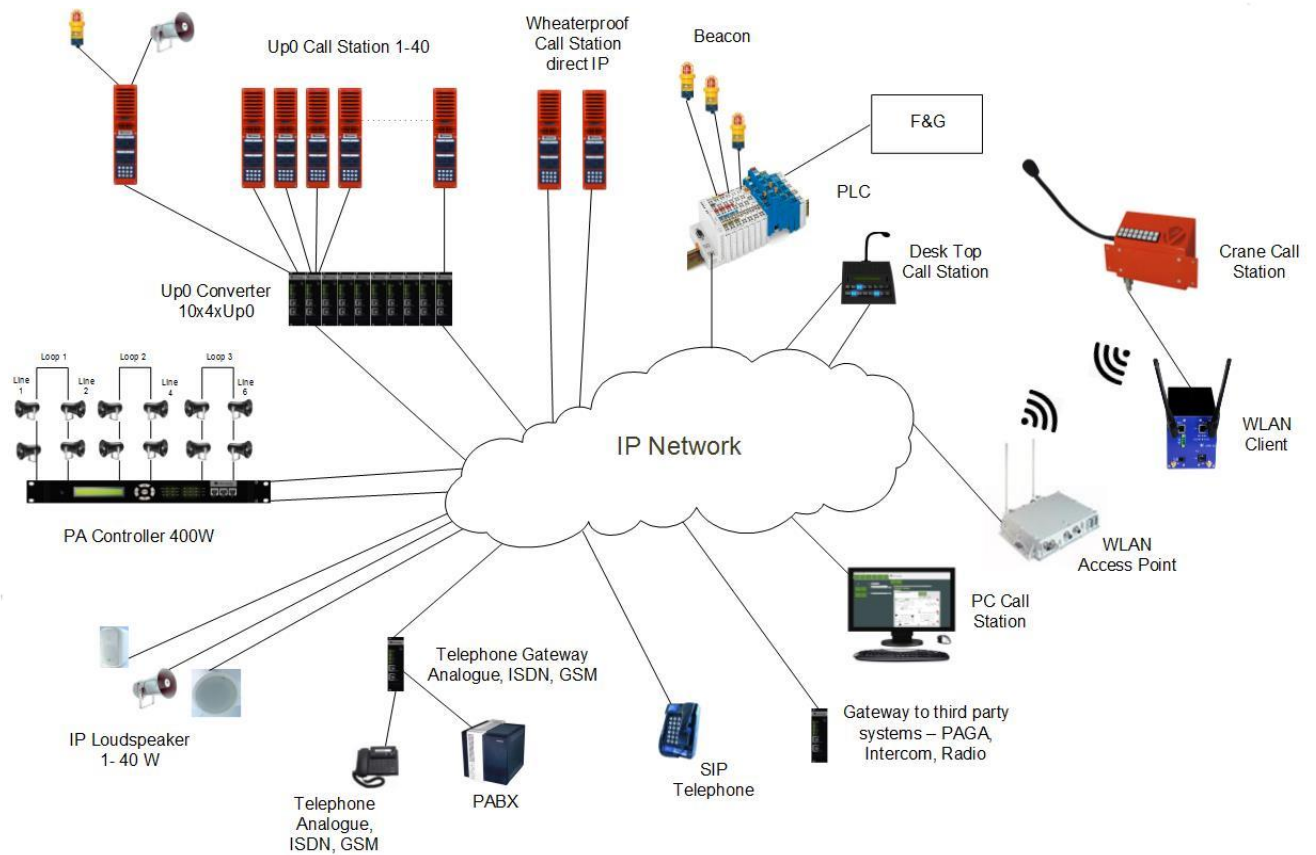 Up0 Call Station 1-40
Wheaterproof
Call Station
direct IP
Beacon
F&G
PLC
Desk Top
Call Station
Crane Call
Station
Up0 Converter
10x4xUp0
Loop 1
Loop 2
Loop 3
Line
1
Line
2
Line
4
Line
6
IP Network
WLAN
Client
PA Controller 400W
WLAN
Access Point
PC Call
Station
Telephone Gateway
Analogue, ISDN, GSM
IP Loudspeaker
1- 40 W
Gateway to third party
systems – PAGA,
Intercom, Radio
SIP
Telephone
PABX
Telephone
Analogue,
ISDN, GSM